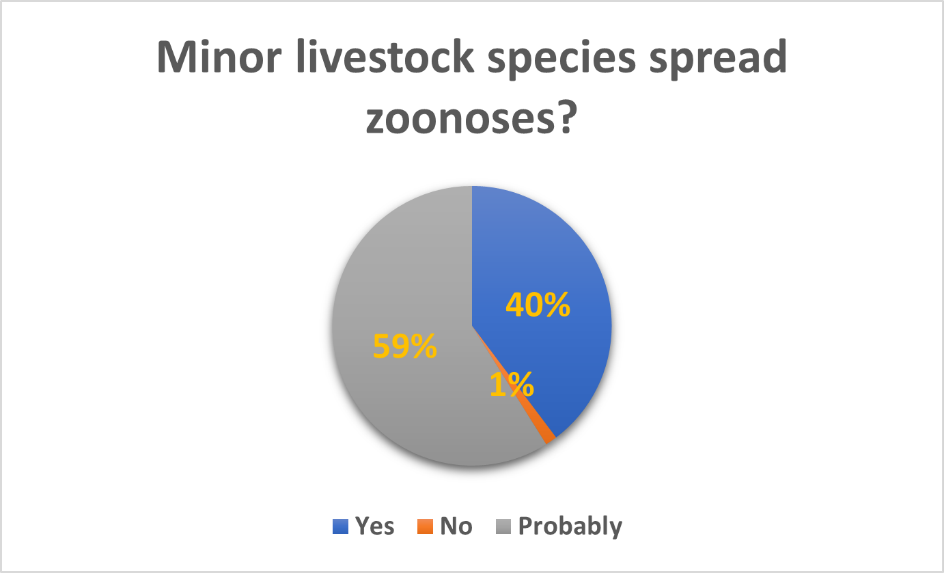 Minor livestock species spread
zoonoses?
40%
59%
1%
Yes No Probably